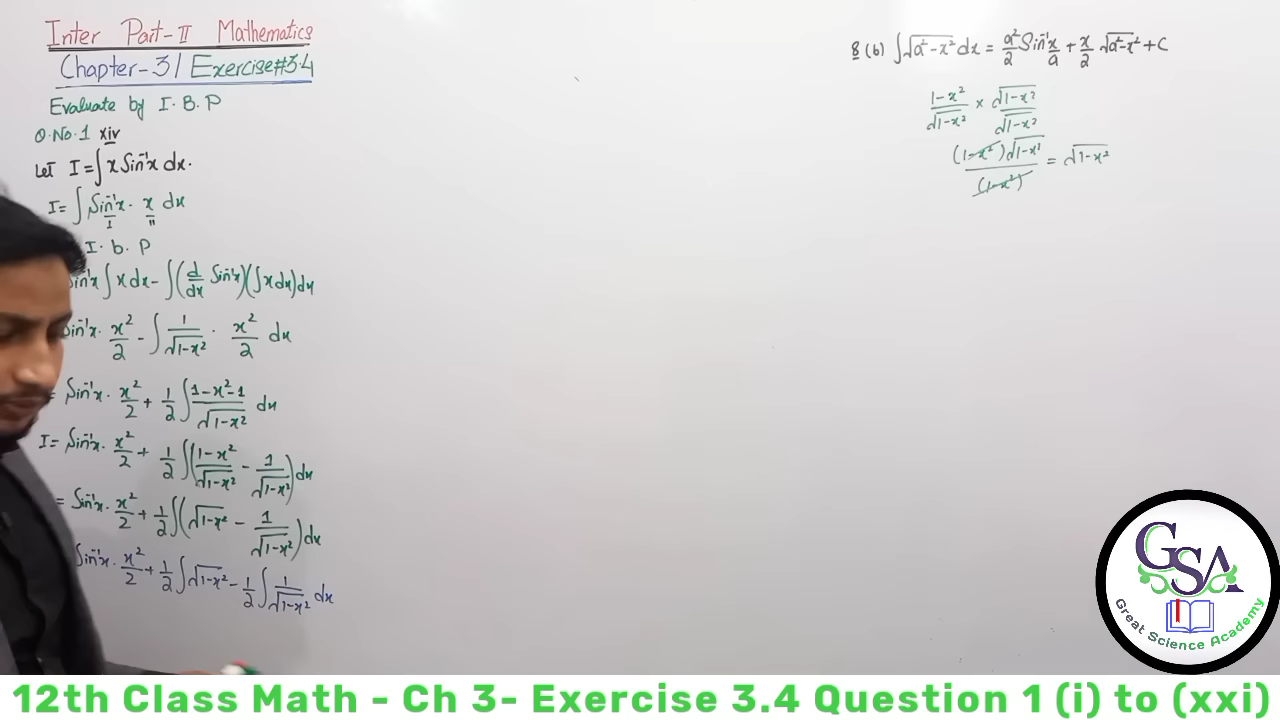 Inter Part-II Mathematics
Chapter-3/ Exercise#3.4
Evaluate by I.B.P
Q.No.1 xiv
Let I = ∫ x Sin⁻¹x dx.
I = ∫ Sin⁻¹x · x dx
I II
I. b. P
Sin⁻¹x ∫ x dx - ∫ (d/dx Sin⁻¹x)(∫ x dx) dx
Sin⁻¹x · x²/2 - ∫ 1/√1-x² · x²/2 dx
= Sin⁻¹x · x²/2 + 1/2 ∫ 1-x²-1/√1-x² dx
I = Sin⁻¹x · x²/2 + 1/2 ∫ (1-x²/√1-x² - 1/√1-x²) dx
= Sin⁻¹x · x²/2 + 1/2 ∫ (√1-x² - 1/√1-x²) dx
Sin⁻¹x · x²/2 + 1/2 ∫ √1-x² - 1/2 ∫ 1/√1-x² dx
8 (b) ∫ √a²-x² dx = a²/2 Sin⁻¹ x/a + x/2 √a²-x² + C
1-x²/√1-x² × √1-x²/√1-x²
(1-x²)√1-x²/(1-x²) = √1-x²
GSA
Great Science Academy
12th Class Math - Ch 3- Exercise 3.4 Question 1 (i) to (xxi)